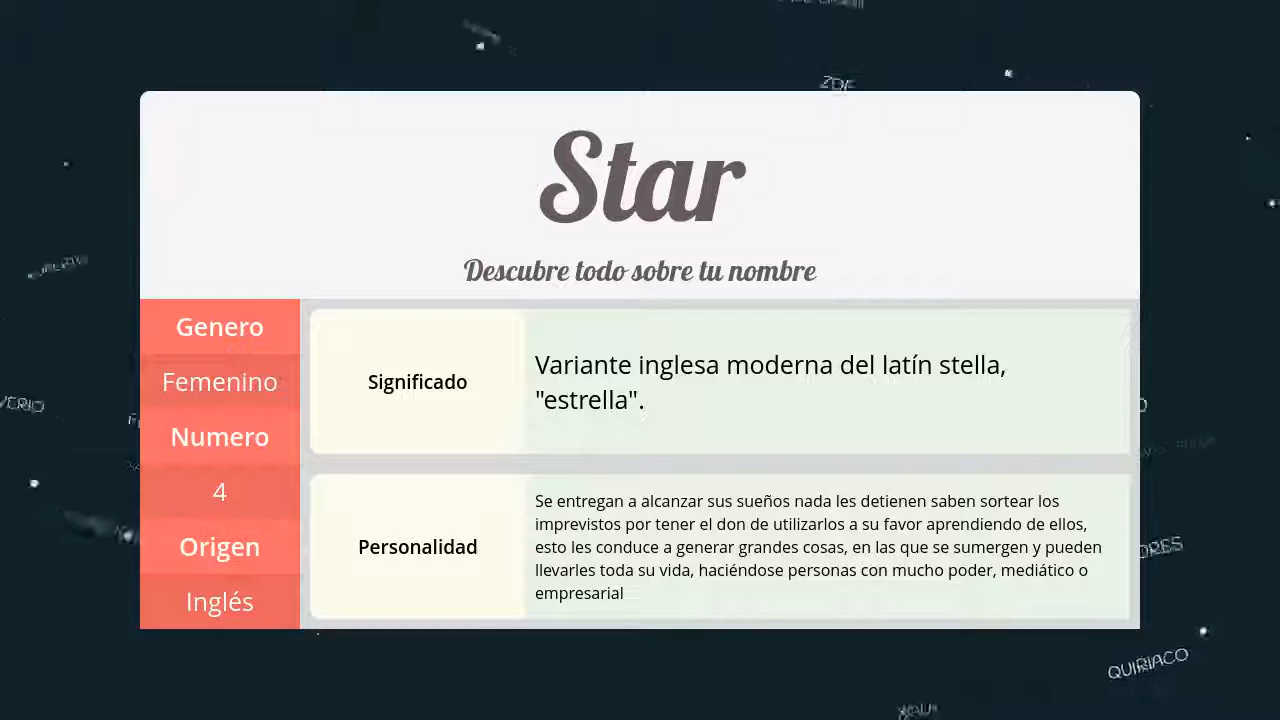 Star
Descubre todo sobre tu nombre
Genero
Femenino
Numero
4
Origen
Inglés
Significado
Variante inglesa moderna del latín stella,
"estrella".
Personalidad
Se entregan a alcanzar sus sueños nada les detienen saben sortear los
imprevistos por tener el don de utilizarlos a su favor aprendiendo de ellos,
esto les conduce a generar grandes cosas, en las que se sumergen y pueden
llevarles toda su vida, haciéndose personas con mucho poder, mediático o
empresarial
QUIRIACO